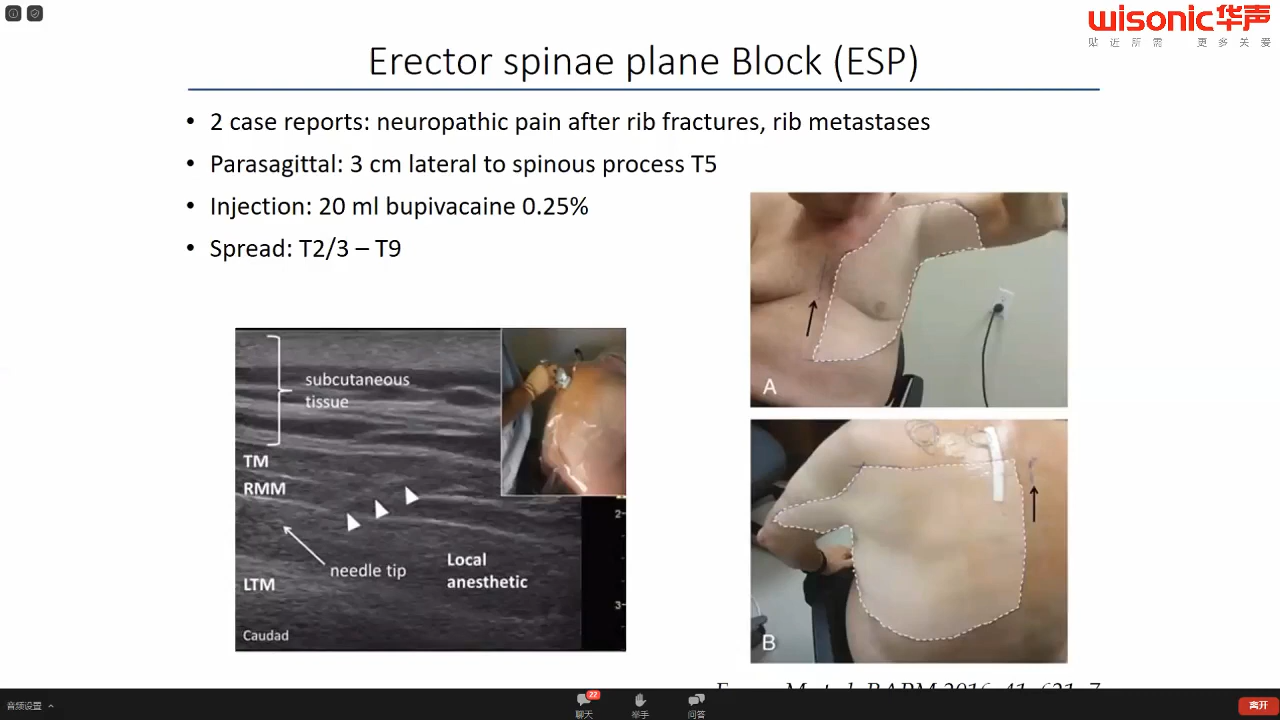 wisonic华声
贴近所需 更多关爱
Erector spinae plane Block (ESP)
• 2 case reports: neuropathic pain after rib fractures, rib metastases
• Parasagittal: 3 cm lateral to spinous process T5
• Injection: 20 ml bupivacaine 0.25%
• Spread: T2/3 – T9
subcutaneous
tissue
TM
RMM
needle tip
LTM
Local
anesthetic
Caudad
2
3
A
B
音频设置
22
聊天
举手
问答
离开